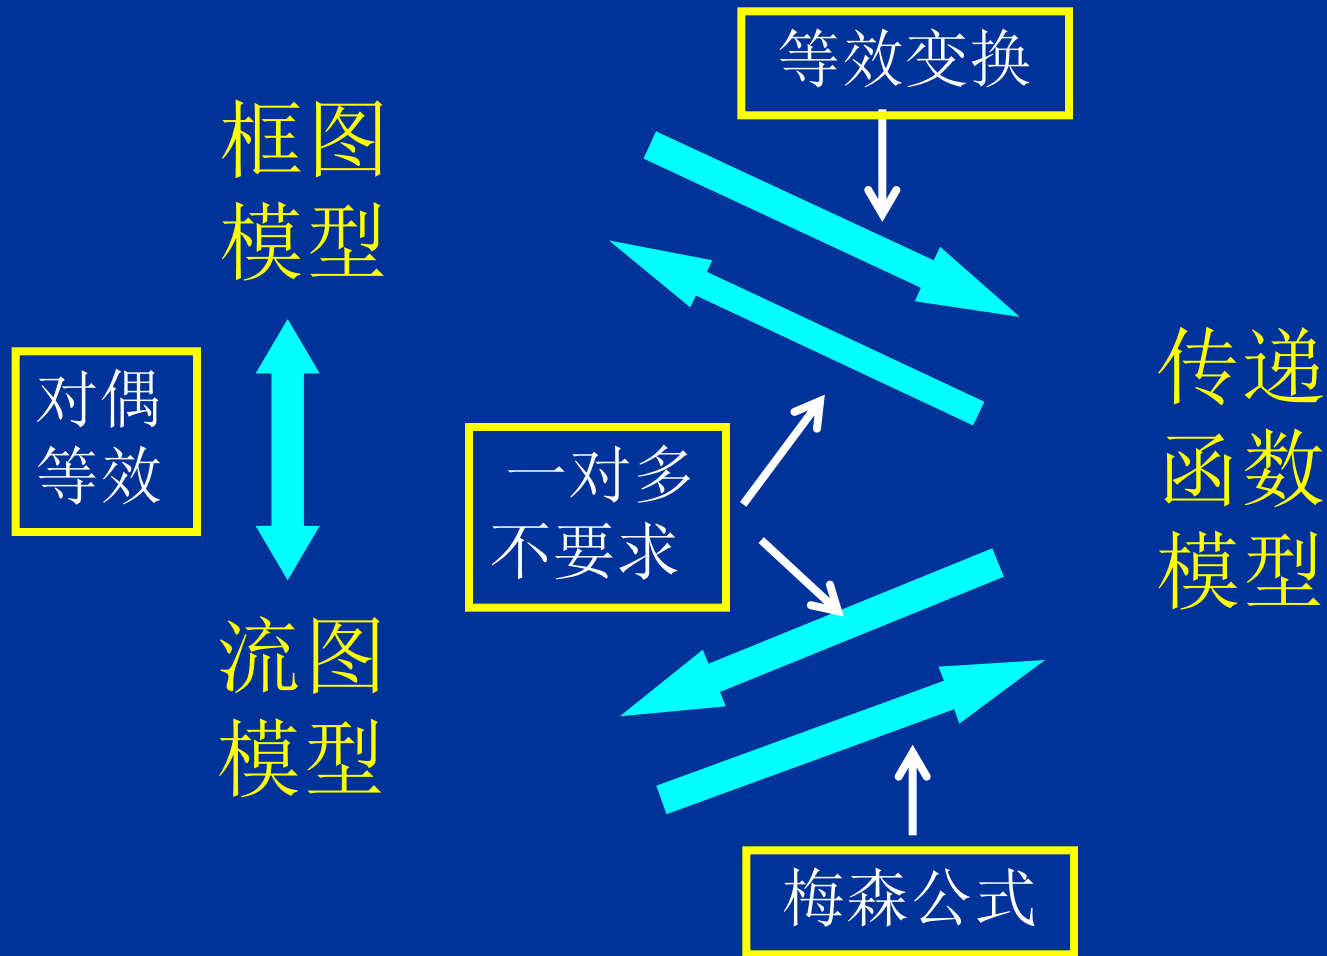 等效变换
框图
模型
对偶
等效
一对多
不要求
传递
函数
模型
流图
模型
梅森公式